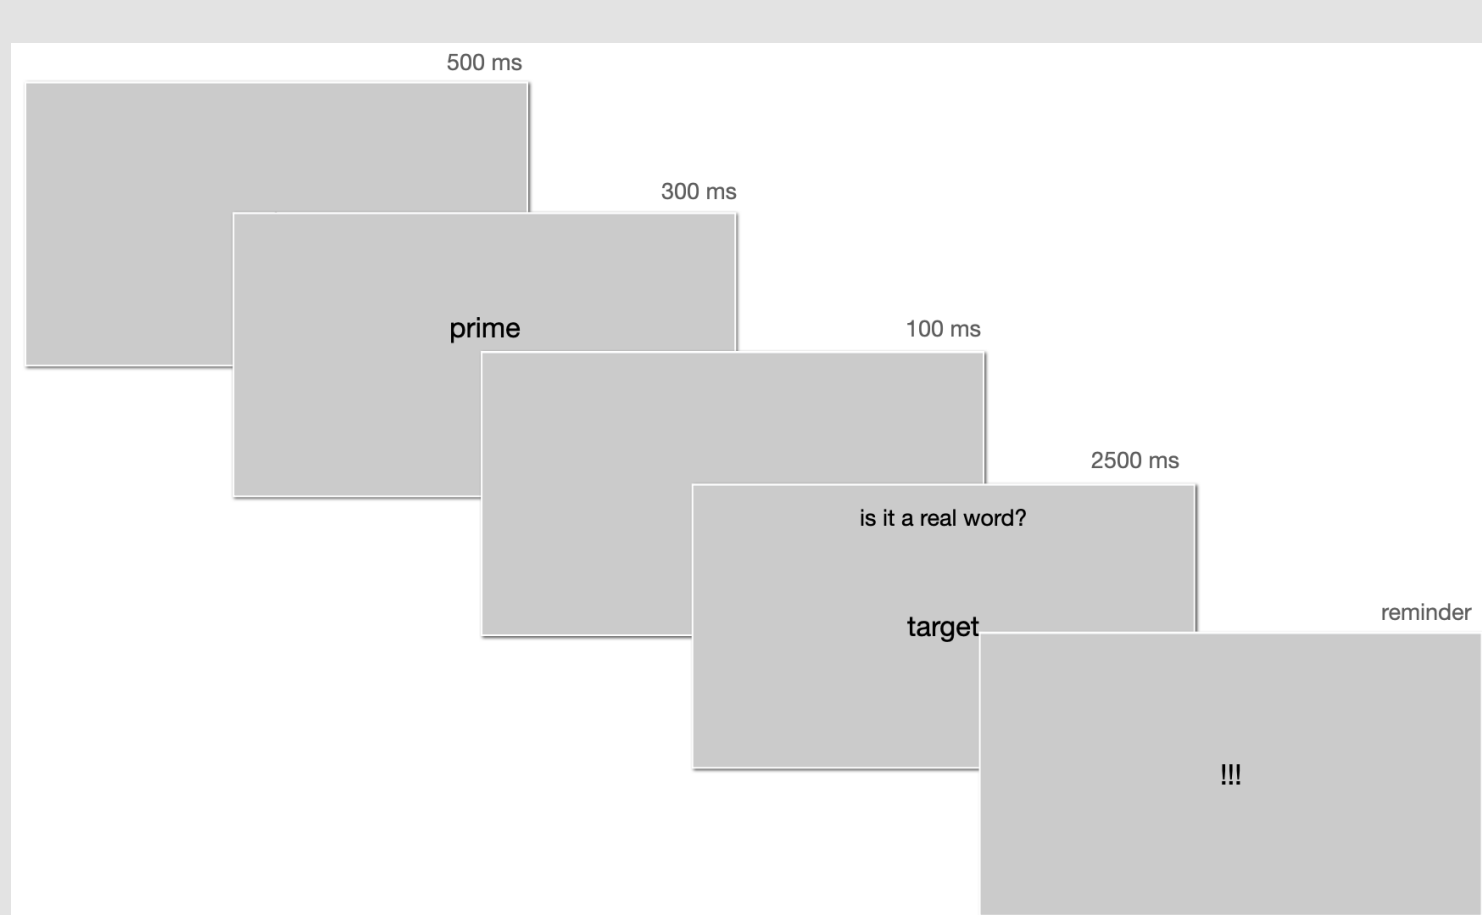 500 ms
300 ms
prime
100 ms
2500 ms
is it a real word?
target
reminder
!!!